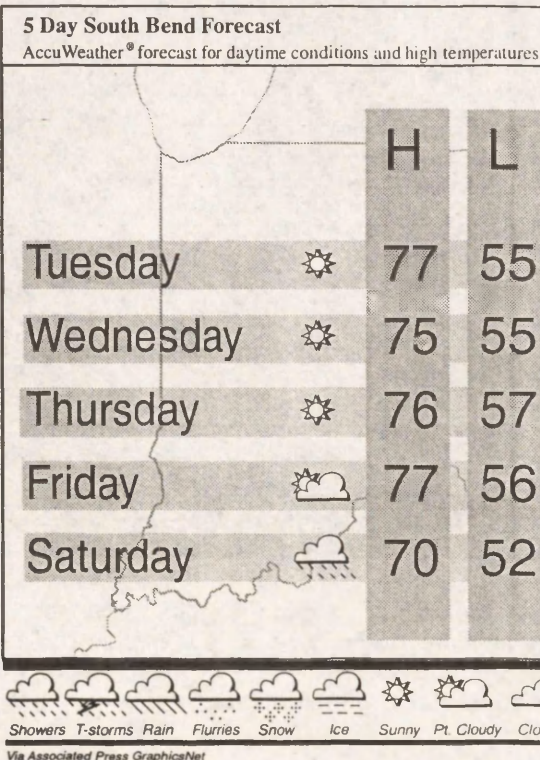 5 Day South Bend Forecast
AccuWeather® forecast for daytime conditions and high temperatures
H L
Tuesday 77 55
Wednesday 75 55
Thursday 76 57
Friday 77 56
Saturday 70 52
Showers T-storms Rain Flurries Snow Ice Sunny Pt. Cloudy Clo
Via Associated Press GraphicsNet